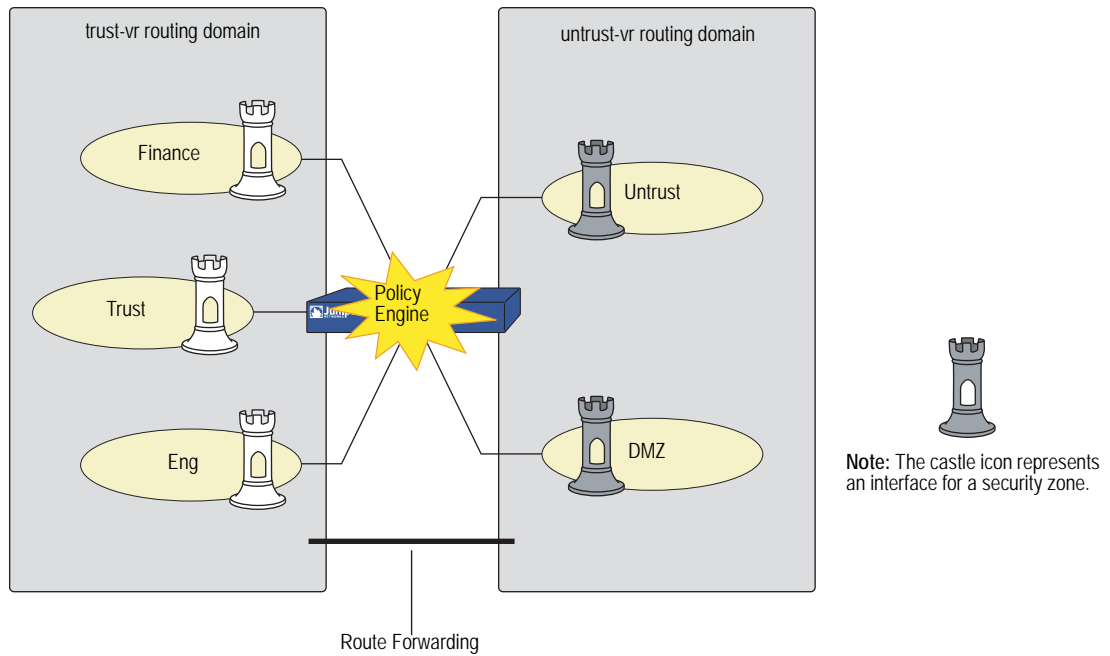 trust-vr routing domain
untrust-vr routing domain
Finance
Untrust
Trust
Policy
Engine
Eng
DMZ
Note: The castle icon represents
an interface for a security zone.
Route Forwarding